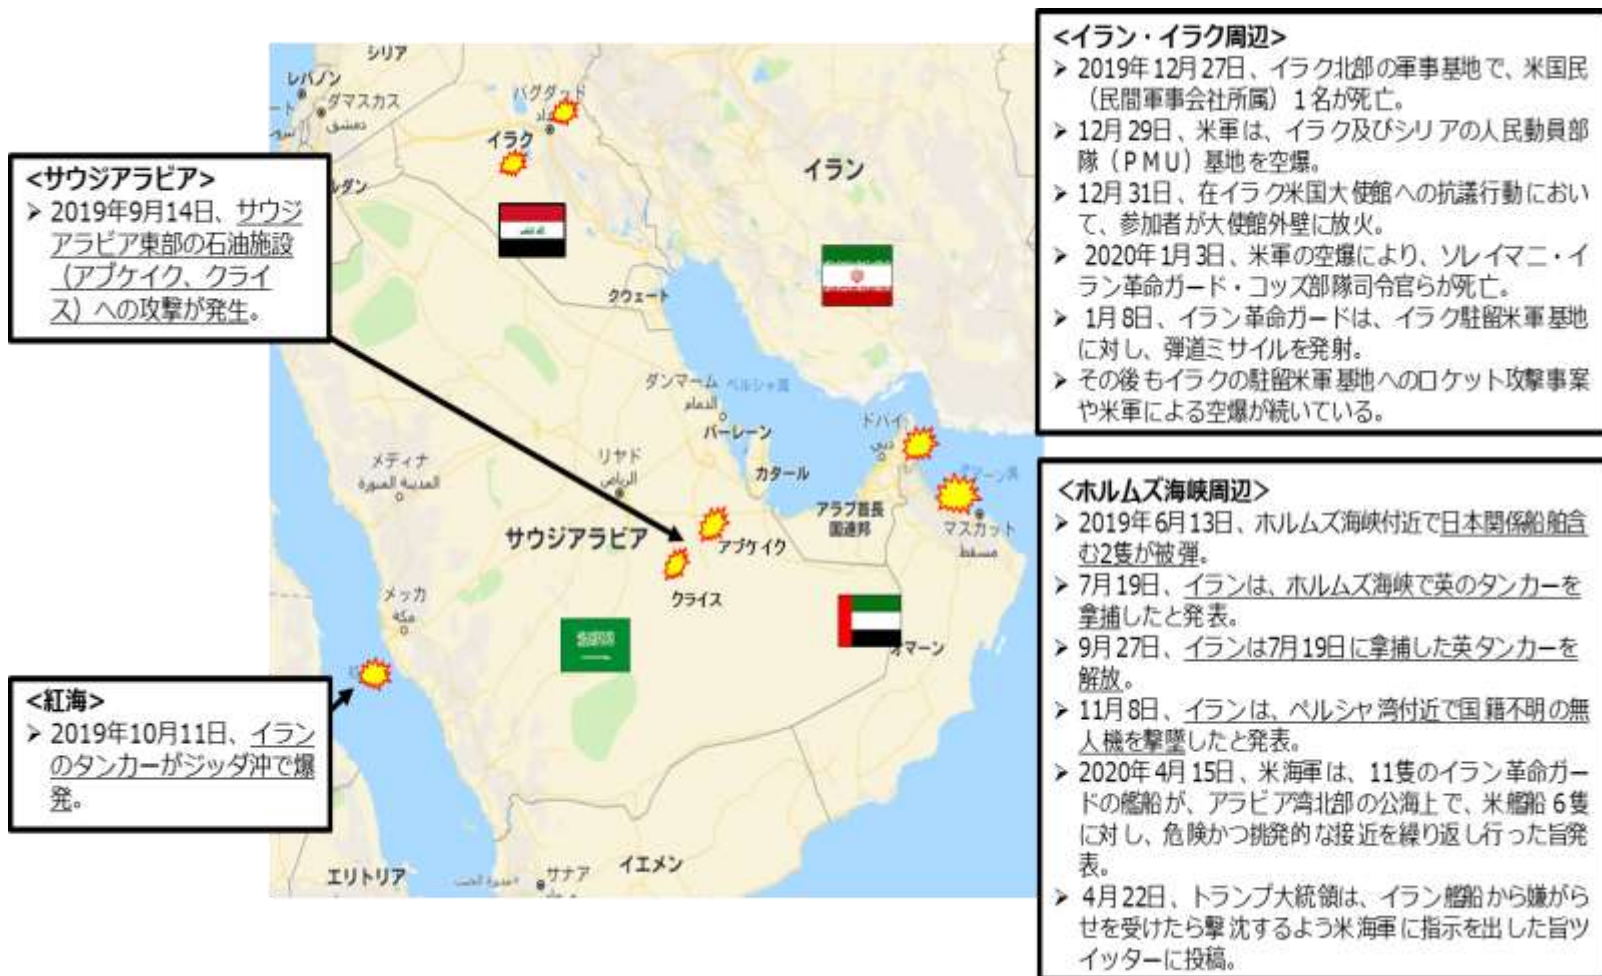 <サウジアラビア>
➤ 2019年9月14日、サウジ
アラビア東部の石油施設
(アブケイク、クライ
ス)への攻撃が発生。
<紅海>
➤ 2019年10月11日、イラン
のタンカーがジッダ沖で爆
発。
シリア
レバノン
ダマスカス
دمشق
バグダッド
イラク
ルダン
イラン
クウェート
ダンマーム
الدمام
ペルシャ湾
バーレーン
カタール
ドバイ
دبي
メディナ
المدينة المنورة
リヤド
الرياض
アラブ首長
国連邦
マスカット
مسقط
サウジアラビア
アブケイク
クライス
メッカ
مكة
オマーン
エリトリア
サナア
イエメン
<イラン・イラク周辺>
➤ 2019年12月27日、イラク北部の軍事基地で、米国民
(民間軍事会社所属)1名が死亡。
➤ 12月29日、米軍は、イラク及びシリアの人民動員部
隊(PMU)基地を空爆。
➤ 12月31日、在イラク米国大使館への抗議行動におい
て、参加者が大使館外壁に放火。
➤ 2020年1月3日、米軍の空爆により、ソレイマニ・イ
ラン革命ガード・コッズ部隊司令官らが死亡。
➤ 1月8日、イラン革命ガードは、イラク駐留米軍基地
に対し、弾道ミサイルを発射。
➤ その後もイラクの駐留米軍基地へのロケット攻撃事案
や米軍による空爆が続いている。
<ホルムズ海峡周辺>
➤ 2019年6月13日、ホルムズ海峡付近で日本関係船舶含
む2隻が被弾。
➤ 7月19日、イランは、ホルムズ海峡で英のタンカーを
拿捕したと発表。
➤ 9月27日、イランは7月19日に拿捕した英タンカーを
解放。
➤ 11月8日、イランは、ペルシャ湾付近で国籍不明の無
人機を撃墜したと発表。
➤ 2020年4月15日、米海軍は、11隻のイラン革命ガー
ドの艦船が、アラビア湾北部の公海上で、米艦船6隻
に対し、危険かつ挑発的な接近を繰り返し行った旨発
表。
➤ 4月22日、トランプ大統領は、イラン艦船から嫌がら
せを受けたら撃沈するよう米海軍に指示を出した旨ツ
イッターに投稿。